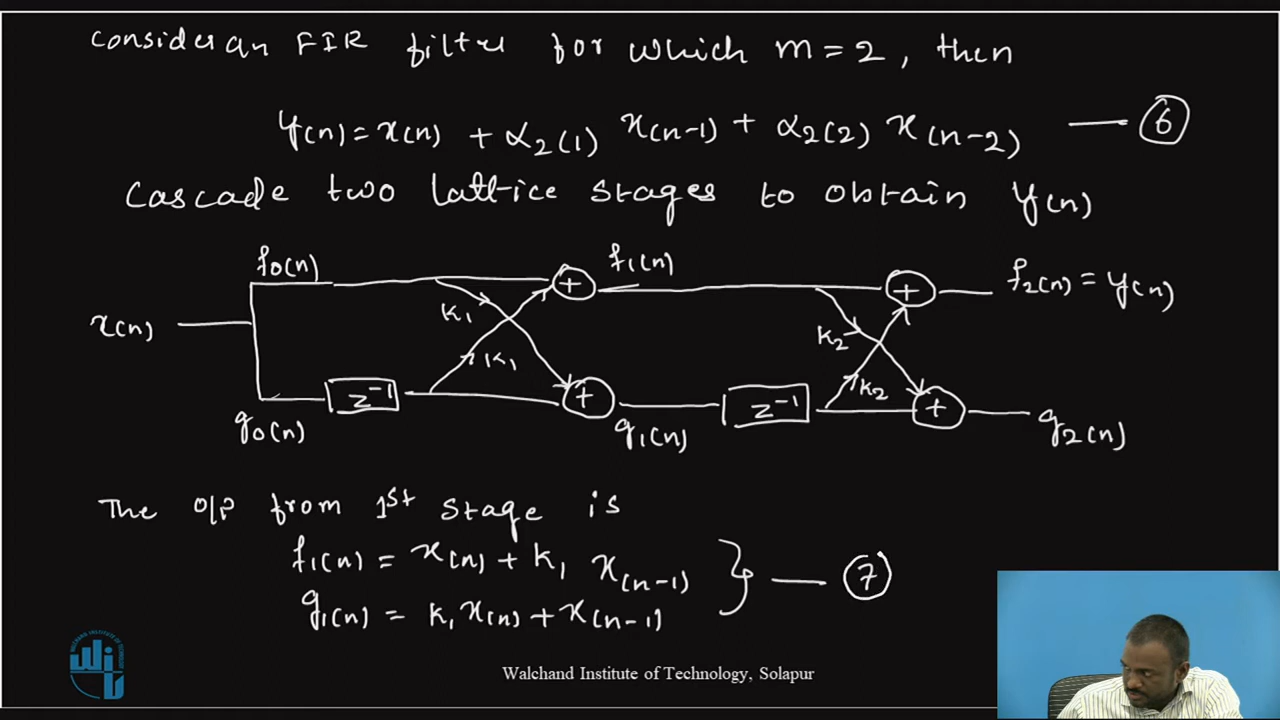 Consider an FIR filter for which m = 2, then
y(n) = x(n) + α2(1) x(n-1) + α2(2) x(n-2) — 6
Cascade two lattice stages to obtain y(n)
f0(n) f1(n) f2(n) = y(n)
+ +
x(n) K1 K1 K2 K2
z⁻¹ + z⁻¹ +
g0(n) g1(n) g2(n)
The O/P from 1st stage is
f1(n) = x(n) + K1 x(n-1)
g1(n) = K1 x(n) + x(n-1) } — 7
Walchand Institute of Technology, Solapur